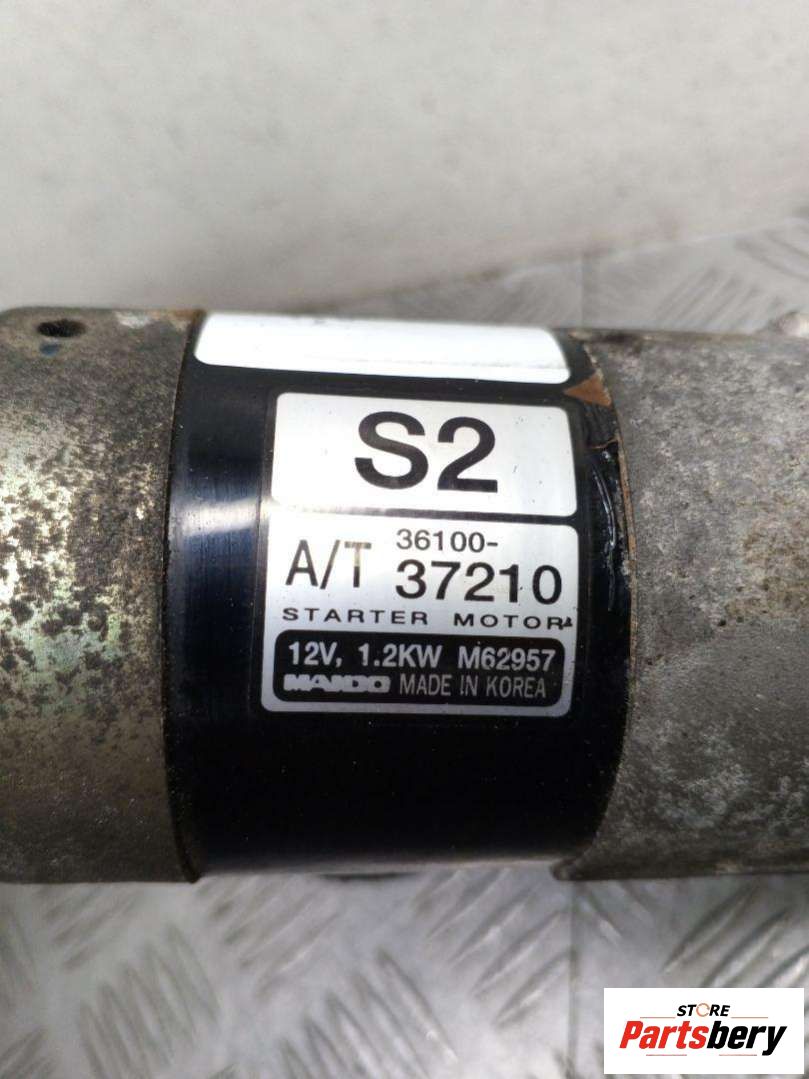 S2
A/T 36100-
37210
STARTER MOTOR
12V, 1.2KW M62957
MANDO MADE IN KOREA
STORE
Partsbery